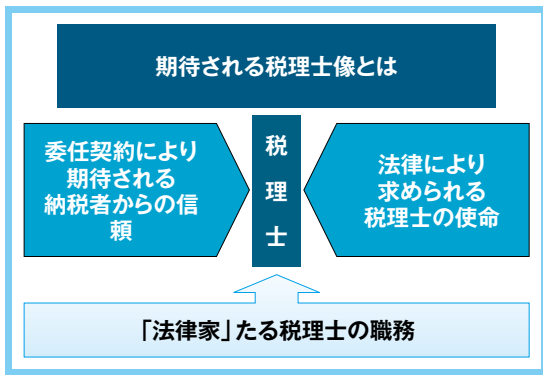 期待される税理士像とは
委任契約により
期待される
納税者からの信
頼
税
理
士
法律により
求められる
税理士の使命
「法律家」たる税理士の職務